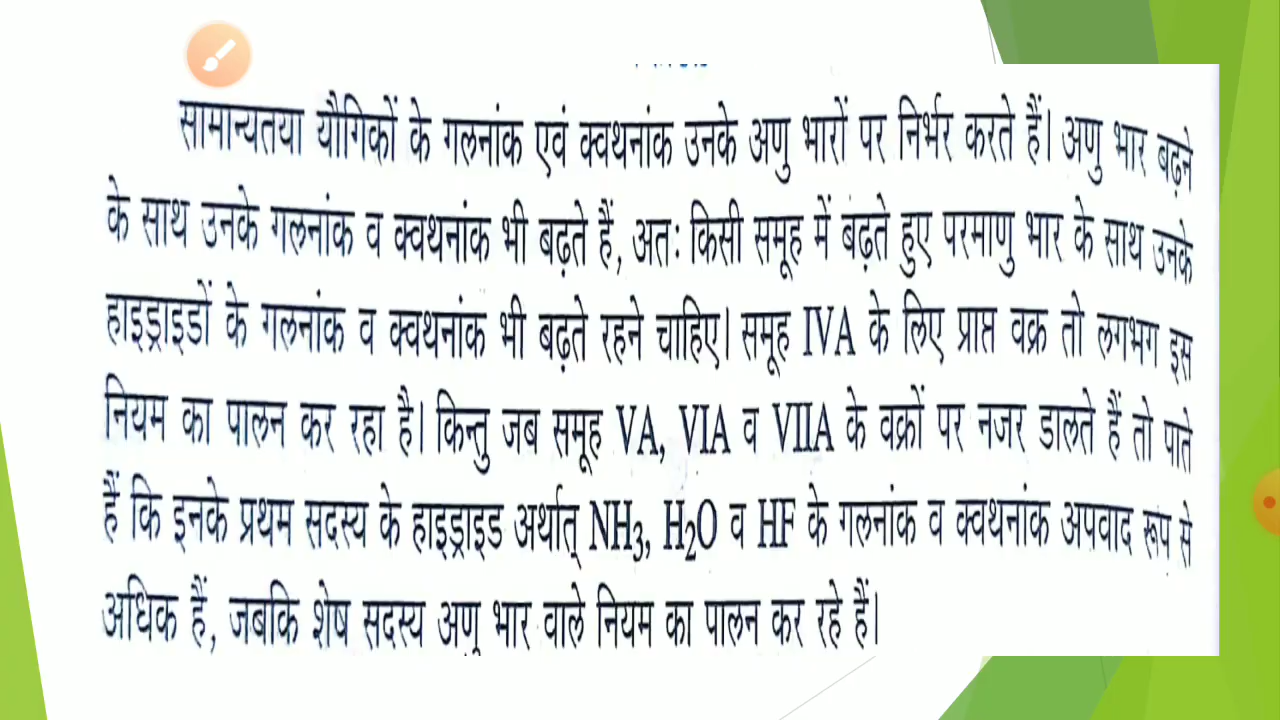 सामान्यतया यौगिकों के गलनांक एवं क्वथनांक उनके अणु भारों पर निर्भर करते हैं। अणु भार बढ़ने
के साथ उनके गलनांक व क्वथनांक भी बढ़ते हैं, अतः किसी समूह में बढ़ते हुए परमाणु भार के साथ उनके
हाइड्राइडों के गलनांक व क्वथनांक भी बढ़ते रहने चाहिए। समूह IVA के लिए प्राप्त वक्र तो लगभग इस
नियम का पालन कर रहा है। किन्तु जब समूह VA, VIA व VIIA के वक्रों पर नजर डालते हैं तो पाते
हैं कि इनके प्रथम सदस्य के हाइड्राइड अर्थात् NH₃, H₂O व HF के गलनांक व क्वथनांक अपवाद रूप से
अधिक हैं, जबकि शेष सदस्य अणु भार वाले नियम का पालन कर रहे हैं।